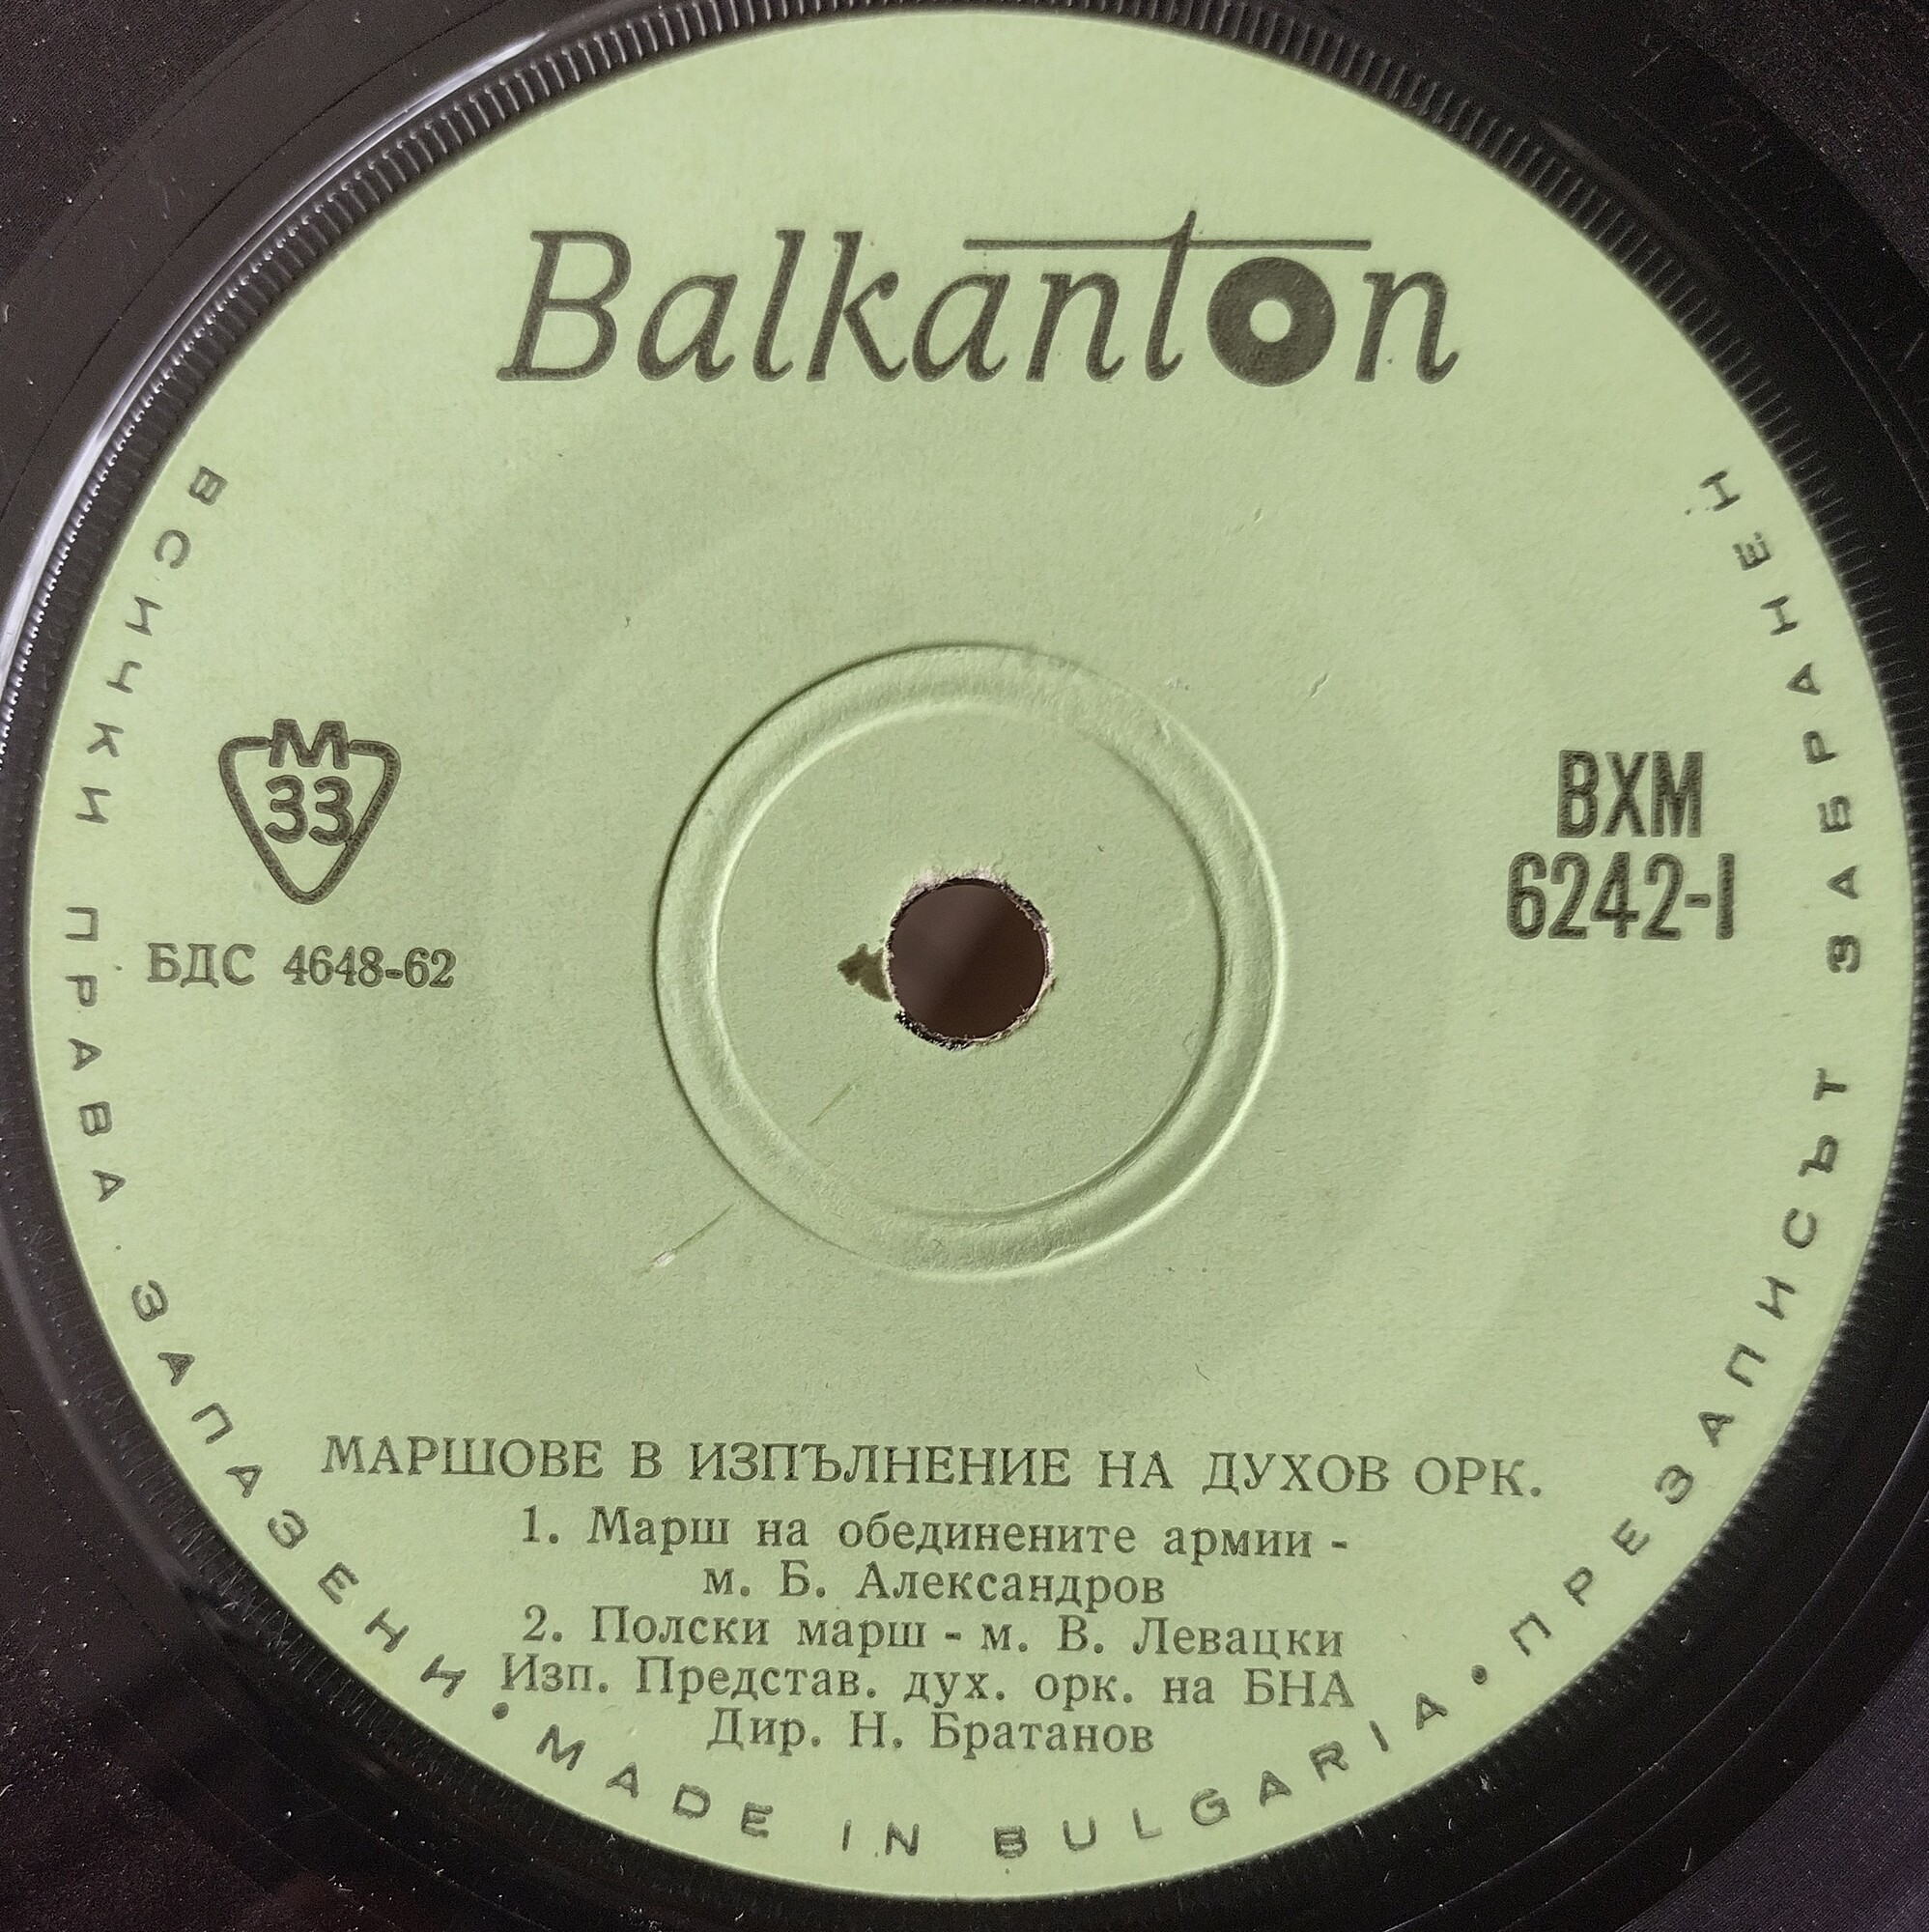 Balkanton
М
33
БДС 4648-62
ВХМ
6242-I
МАРШОВЕ В ИЗПЪЛНЕНИЕ НА ДУХОВ ОРК.
1. Марш на обединените армии -
м. Б. Александров
2. Полски марш - м. В. Левацки
Изп. Представ. дух. орк. на БНА
Дир. Н. Братанов
ВСИЧКИ ПРАВА ЗАПАЗЕНИ • MADE IN BULGARIA • ПРЕЗАПИСЪТ ЗАБРАНЕН